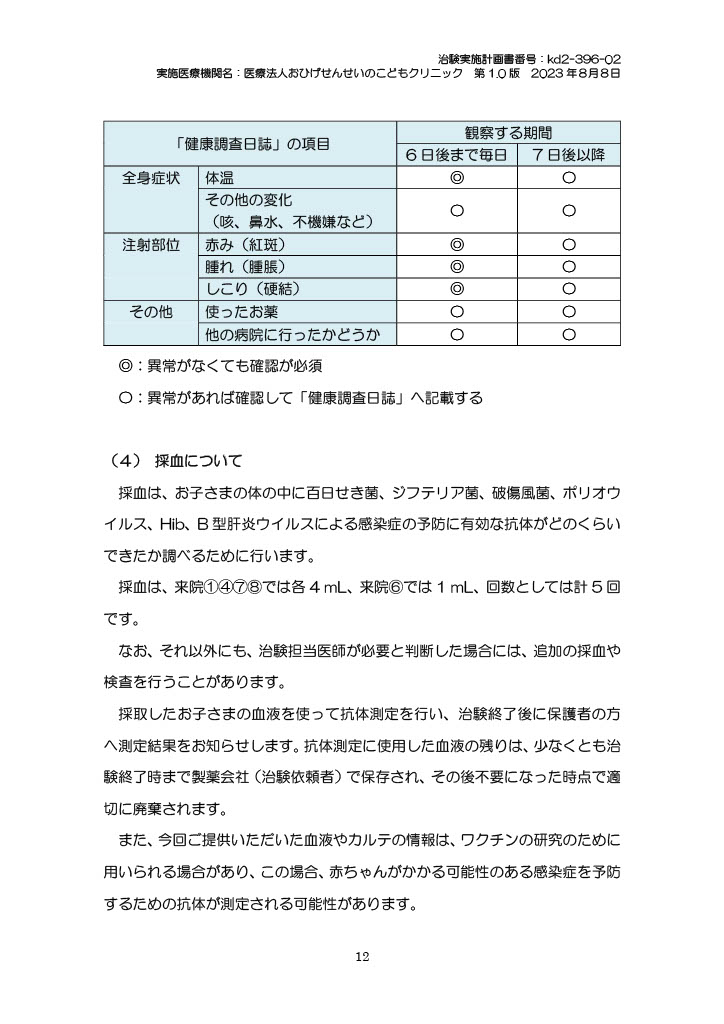 治験実施計画書番号：kd2-396-02
実施医療機関名：医療法人おひげせんせいのこどもクリニック　第 1.0 版　2023 年 8 月 8 日
「健康調査日誌」の項目
観察する期間
6 日後まで毎日
7 日後以降
全身症状
体温
◎
〇
その他の変化
（咳、鼻水、不機嫌など）
〇
〇
注射部位
赤み（紅斑）
◎
〇
腫れ（腫脹）
◎
〇
しこり（硬結）
◎
〇
その他
使ったお薬
〇
〇
他の病院に行ったかどうか
〇
〇
◎：異常がなくても確認が必須
〇：異常があれば確認して「健康調査日誌」へ記載する
（4）　採血について
採血は、お子さまの体の中に百日せき菌、ジフテリア菌、破傷風菌、ポリオウ
イルス、Hib、B 型肝炎ウイルスによる感染症の予防に有効な抗体がどのくらい
できたか調べるために行います。
採血は、来院①④⑦⑧では各 4 mL、来院⑥では 1 mL、回数としては計 5 回
です。
なお、それ以外にも、治験担当医師が必要と判断した場合には、追加の採血や
検査を行うことがあります。
採取したお子さまの血液を使って抗体測定を行い、治験終了後に保護者の方
へ測定結果をお知らせします。抗体測定に使用した血液の残りは、少なくとも治
験終了時まで製薬会社（治験依頼者）で保存され、その後不要になった時点で適
切に廃棄されます。
また、今回ご提供いただいた血液やカルテの情報は、ワクチンの研究のために
用いられる場合があり、この場合、赤ちゃんがかかる可能性のある感染症を予防
するための抗体が測定される可能性があります。
12